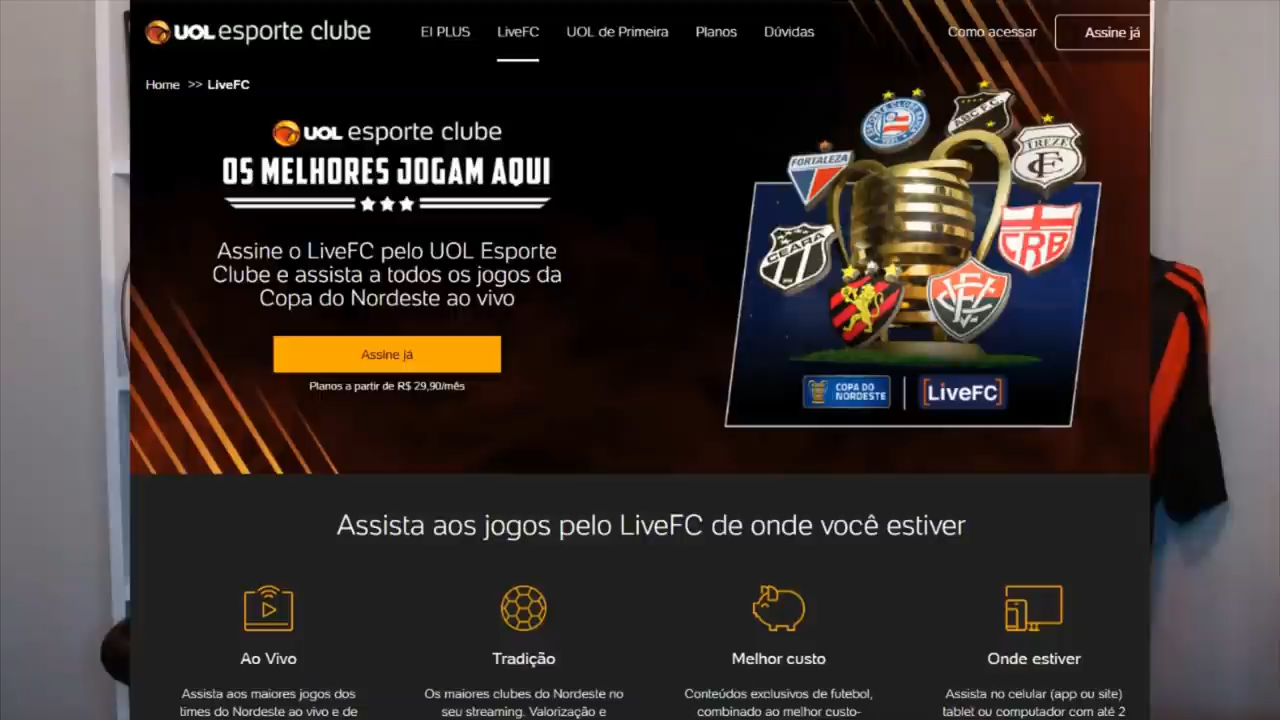 UOL esporte clube
EI PLUS
LiveFC
UOL de Primeira
Planos
Dúvidas
Como acessar
Assine já
Home >> LiveFC
UOL esporte clube
OS MELHORES JOGAM AQUI
Assine o LiveFC pelo UOL Esporte
Clube e assista a todos os jogos da
Copa do Nordeste ao vivo
Assine já
Planos a partir de R$ 29,90/mês
ESPORTE CLUBE BAHIA
ABC F.C.
FORTALEZA
TREZE
CEARÁ
CRB
COPA DO
NORDESTE
[LiveFC]
Assista aos jogos pelo LiveFC de onde você estiver
Ao Vivo
Assista aos maiores jogos dos
times do Nordeste ao vivo e de
Tradição
Os maiores clubes do Nordeste no
seu streaming. Valorização e
Melhor custo
Conteúdos exclusivos de futebol,
combinado ao melhor custo-
Onde estiver
Assista no celular (app ou site)
tablet ou computador com até 2